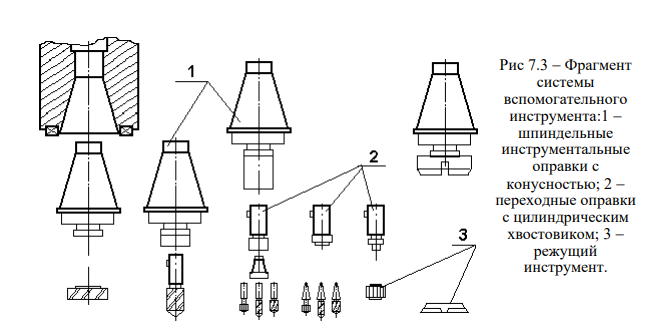 1
2
3
Рис 7.3 – Фрагмент
системы
вспомогательного
инструмента:1 –
шпиндельные
инструментальные
оправки с
конусностью; 2 –
переходные оправки
с цилиндрическим
хвостовиком; 3 –
режущий
инструмент.